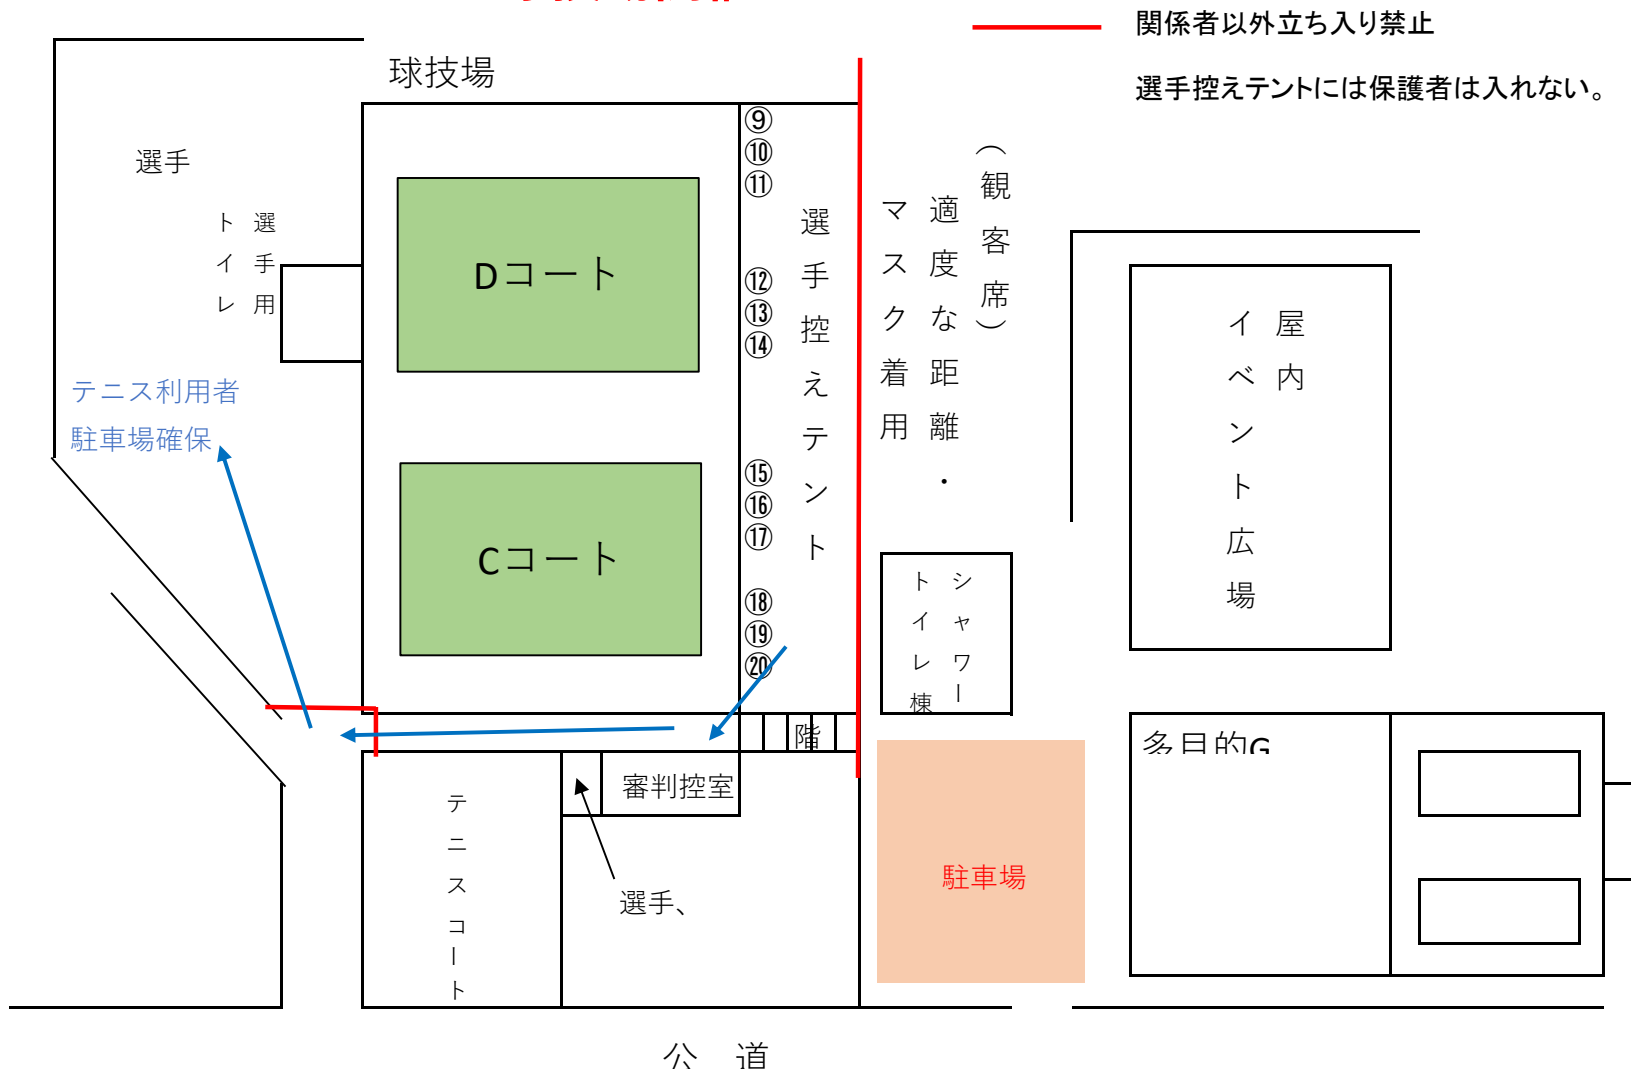 関係者以外立ち入り禁止
選手控えテントには保護者は入れない。
球技場
選手
選手用
トイレ
テニス利用者
駐車場確保
Dコート
Cコート
⑨
⑩
⑪
⑫
⑬
⑭
⑮
⑯
⑰
⑱
⑲
⑳
選手控えテント
(観客席)
適度な距離・
マスク着用
屋内
イベント広場
シャワー
トイレ棟
階
審判控室
テニスコート
選手、
駐車場
多目的G
公 道